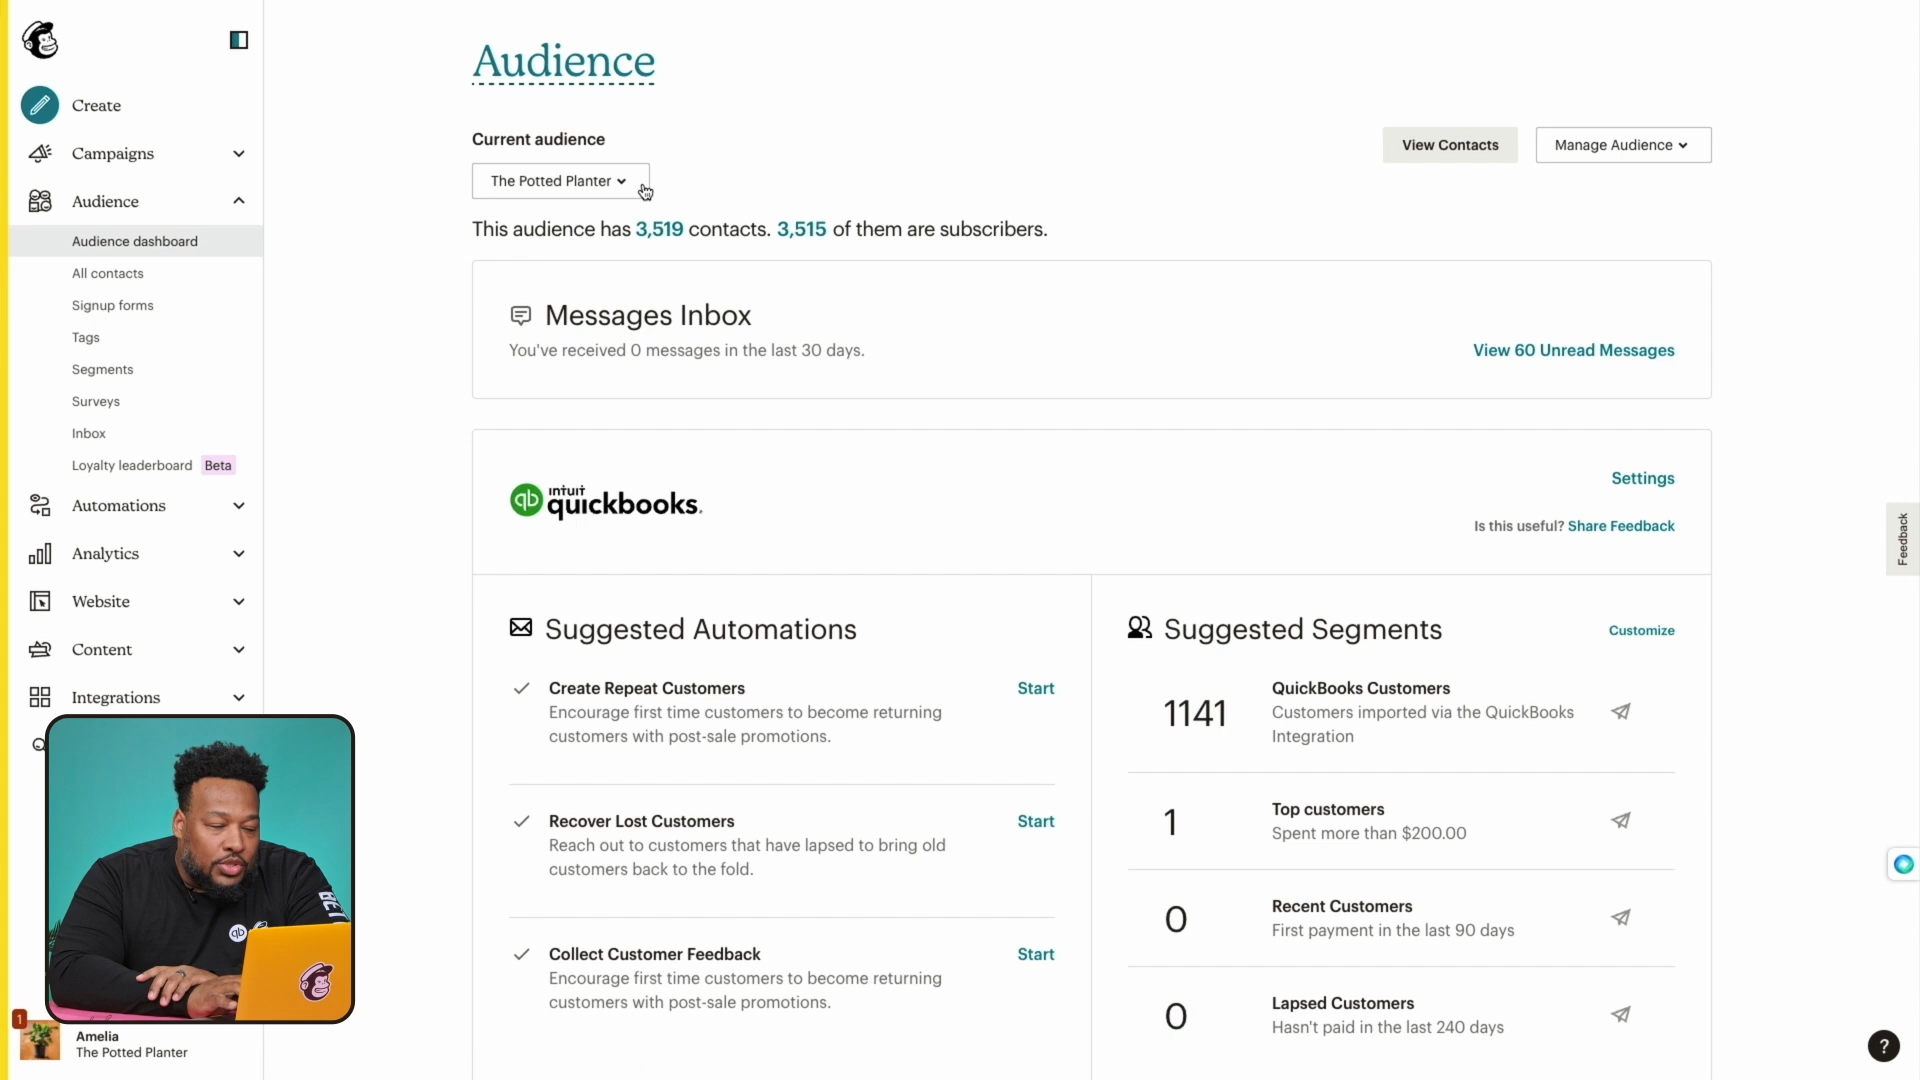 Create
Campaigns
Audience
Audience dashboard
All contacts
Signup forms
Tags
Segments
Surveys
Inbox
Loyalty leaderboard Beta
Automations
Analytics
Website
Content
Integrations
1
Amelia
The Potted Planter
Audience
Current audience
The Potted Planter
View Contacts
Manage Audience
This audience has 3,519 contacts. 3,515 of them are subscribers.
Messages Inbox
You've received 0 messages in the last 30 days.
View 60 Unread Messages
qb intuit quickbooks.
Settings
Is this useful? Share Feedback
Suggested Automations
Create Repeat Customers
Start
Encourage first time customers to become returning
customers with post-sale promotions.
Recover Lost Customers
Start
Reach out to customers that have lapsed to bring old
customers back to the fold.
Collect Customer Feedback
Start
Encourage first time customers to become returning
customers with post-sale promotions.
Suggested Segments
Customize
1141
QuickBooks Customers
Customers imported via the QuickBooks
Integration
1
Top customers
Spent more than $200.00
0
Recent Customers
First payment in the last 90 days
0
Lapsed Customers
Hasn't paid in the last 240 days
Feedback
?
qb